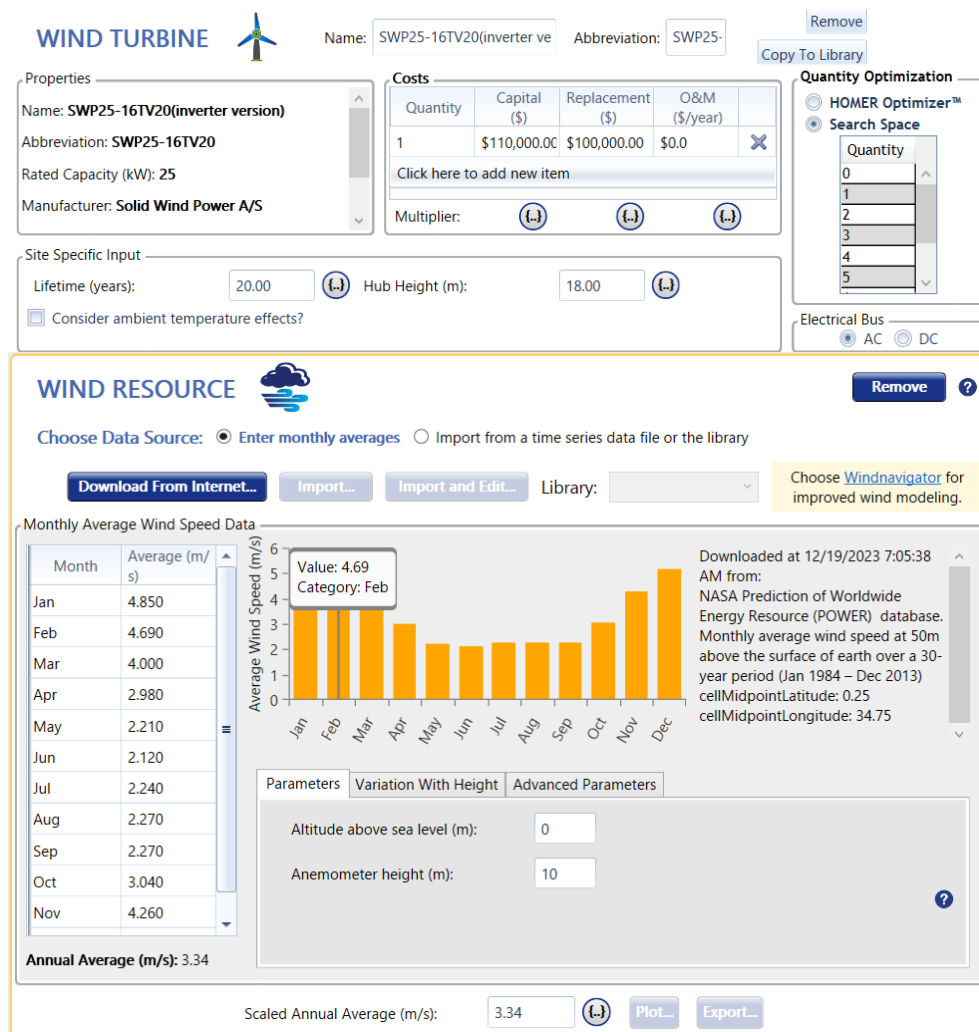 WIND TURBINE
Name: SWP25-16TV20(inverter ve Abbreviation: SWP25-
Remove
Copy To Library
Properties
Name: SWP25-16TV20(inverter version)
Abbreviation: SWP25-16TV20
Rated Capacity (kW): 25
Manufacturer: Solid Wind Power A/S
Costs
Quantity Capital ($) Replacement ($) O&M ($/year)
1 $110,000.00 $100,000.00 $0.0
Click here to add new item
Multiplier: {..} {..} {..}
Quantity Optimization
HOMER Optimizer™
Search Space
Quantity
0
1
2
3
4
5
Site Specific Input
Lifetime (years): 20.00 {..} Hub Height (m): 18.00 {..}
Consider ambient temperature effects?
Electrical Bus
AC DC
WIND RESOURCE
Remove ?
Choose Data Source: Enter monthly averages Import from a time series data file or the library
Download From Internet... Import... Import and Edit... Library:
Choose Windnavigator for
improved wind modeling.
Monthly Average Wind Speed Data
Month Average (m/s)
Jan 4.850
Feb 4.690
Mar 4.000
Apr 2.980
May 2.210
Jun 2.120
Jul 2.240
Aug 2.270
Sep 2.270
Oct 3.040
Nov 4.260
Annual Average (m/s): 3.34
Average Wind Speed (m/s)
6
5
4
3
2
1
0
Value: 4.69
Category: Feb
Jan Feb Mar Apr May Jun Jul Aug Sep Oct Nov Dec
Downloaded at 12/19/2023 7:05:38
AM from:
NASA Prediction of Worldwide
Energy Resource (POWER) database.
Monthly average wind speed at 50m
above the surface of earth over a 30-
year period (Jan 1984 – Dec 2013)
cellMidpointLatitude: 0.25
cellMidpointLongitude: 34.75
Parameters Variation With Height Advanced Parameters
Altitude above sea level (m): 0
Anemometer height (m): 10
?
Scaled Annual Average (m/s): 3.34 {..} Plot... Export...